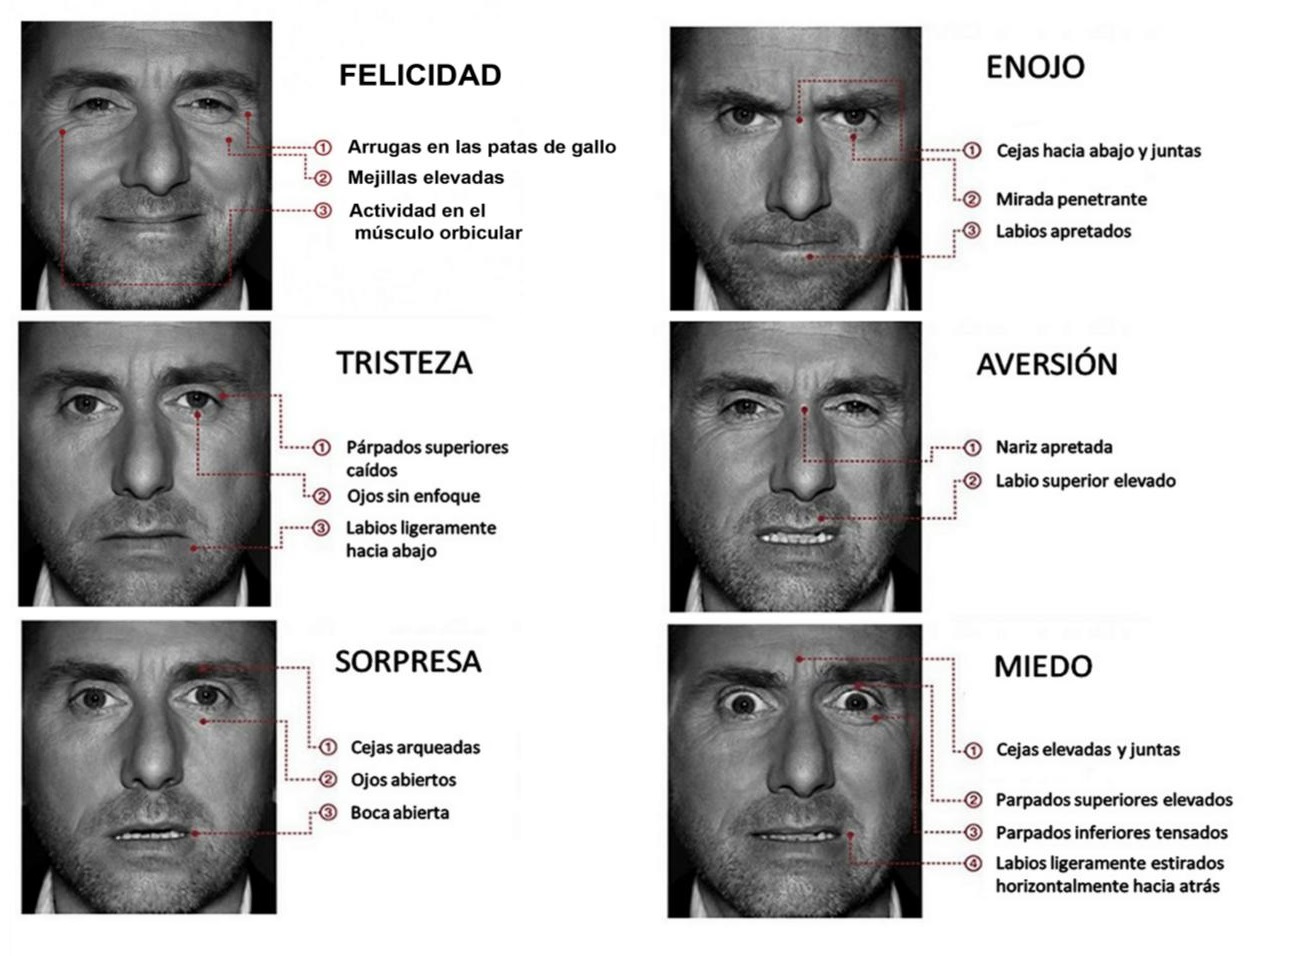 FELICIDAD
① Arrugas en las patas de gallo
② Mejillas elevadas
③ Actividad en el
músculo orbicular
ENOJO
① Cejas hacia abajo y juntas
② Mirada penetrante
③ Labios apretados
TRISTEZA
① Párpados superiores
caídos
② Ojos sin enfoque
③ Labios ligeramente
hacia abajo
AVERSIÓN
① Nariz apretada
② Labio superior elevado
SORPRESA
① Cejas arqueadas
② Ojos abiertos
③ Boca abierta
MIEDO
① Cejas elevadas y juntas
② Parpados superiores elevados
③ Parpados inferiores tensados
④ Labios ligeramente estirados
horizontalmente hacia atrás